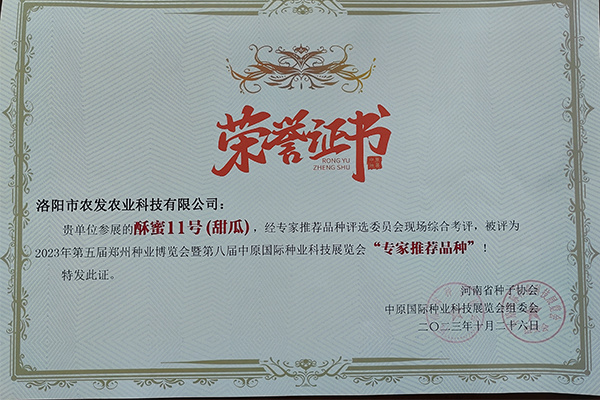 荣誉证书
RONG YU
ZHENG SHU
洛阳市农发农业科技有限公司：
贵单位参展的酥蜜11号(甜瓜)，经专家推荐品种评选委员会现场综合考评，被评为
2023年第五届郑州种业博览会暨第八届中原国际种业科技展览会“专家推荐品种”！
特发此证。
河南省种子协会
中原国际种业科技展览会组委会
二〇二三年十月二十六日